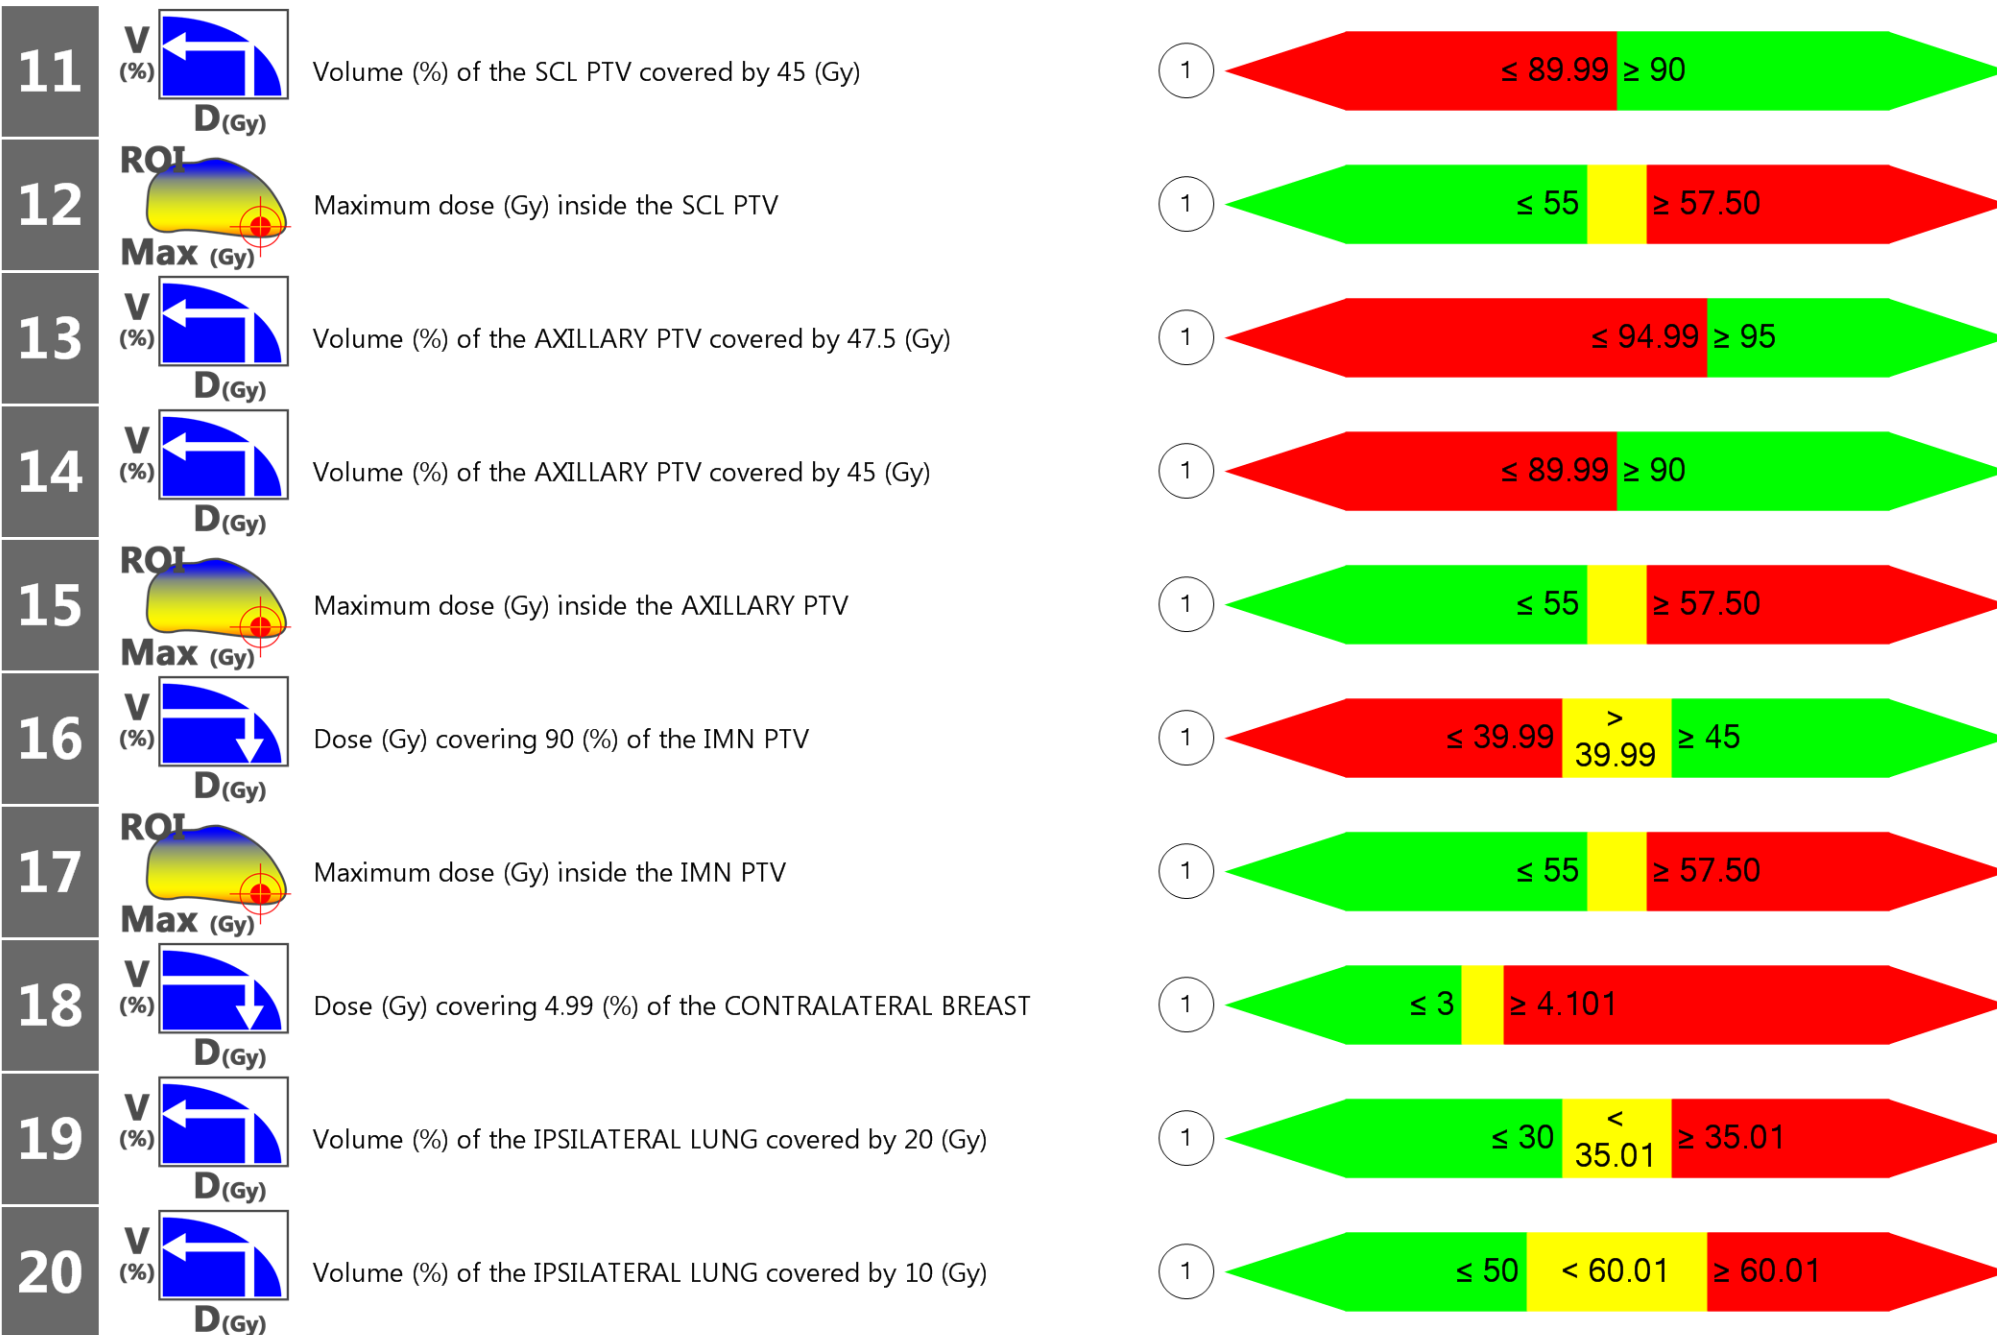 11
V
(%)
D(Gy)
Volume (%) of the SCL PTV covered by 45 (Gy)
1
≤ 89.99 ≥ 90
12
ROI
Max (Gy)
Maximum dose (Gy) inside the SCL PTV
1
≤ 55 ≥ 57.50
13
V
(%)
D(Gy)
Volume (%) of the AXILLARY PTV covered by 47.5 (Gy)
1
≤ 94.99 ≥ 95
14
V
(%)
D(Gy)
Volume (%) of the AXILLARY PTV covered by 45 (Gy)
1
≤ 89.99 ≥ 90
15
ROI
Max (Gy)
Maximum dose (Gy) inside the AXILLARY PTV
1
≤ 55 ≥ 57.50
16
V
(%)
D(Gy)
Dose (Gy) covering 90 (%) of the IMN PTV
1
≤ 39.99 > 39.99 ≥ 45
17
ROI
Max (Gy)
Maximum dose (Gy) inside the IMN PTV
1
≤ 55 ≥ 57.50
18
V
(%)
D(Gy)
Dose (Gy) covering 4.99 (%) of the CONTRALATERAL BREAST
1
≤ 3 ≥ 4.101
19
V
(%)
D(Gy)
Volume (%) of the IPSILATERAL LUNG covered by 20 (Gy)
1
≤ 30 < 35.01 ≥ 35.01
20
V
(%)
D(Gy)
Volume (%) of the IPSILATERAL LUNG covered by 10 (Gy)
1
≤ 50 < 60.01 ≥ 60.01